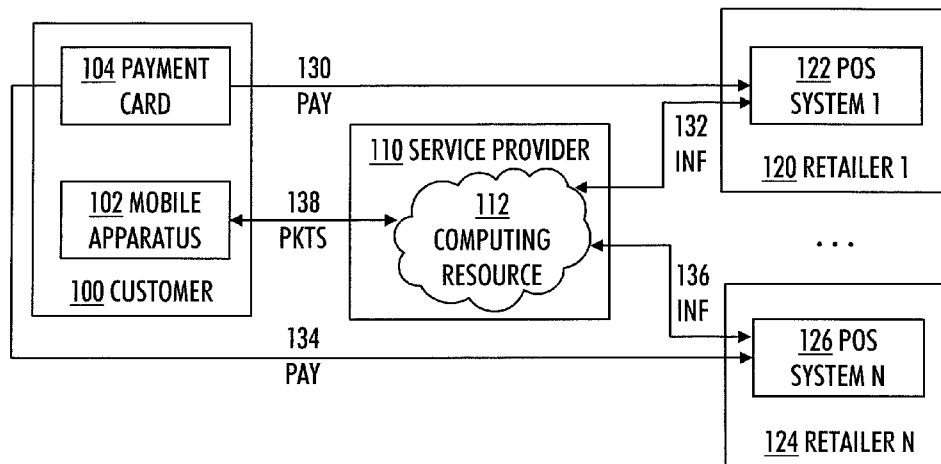 104 PAYMENT
CARD
130
PAY
122 POS
SYSTEM 1
132
INF
120 RETAILER 1
110 SERVICE PROVIDER
102 MOBILE
APPARATUS
138
PKTS
112
COMPUTING
RESOURCE
100 CUSTOMER
...
136
INF
134
PAY
126 POS
SYSTEM N
124 RETAILER N